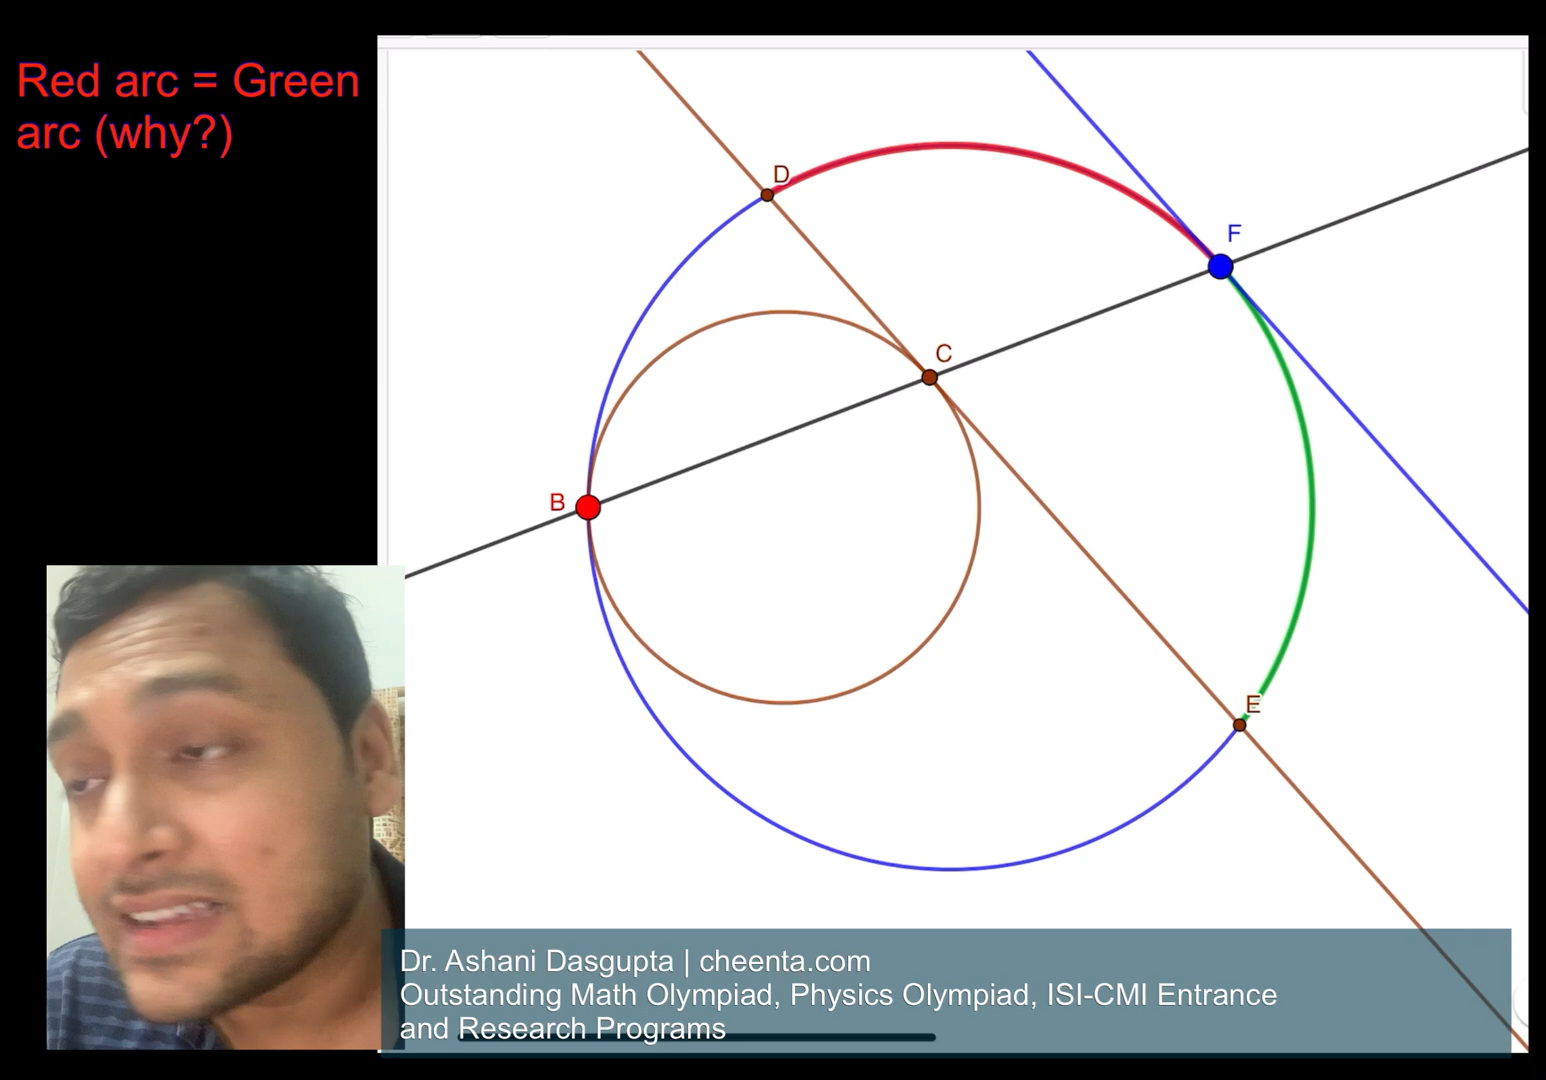 Red arc = Green
arc (why?)
D
F
C
B
E
Dr. Ashani Dasgupta | cheenta.com
Outstanding Math Olympiad, Physics Olympiad, ISI-CMI Entrance
and Research Programs